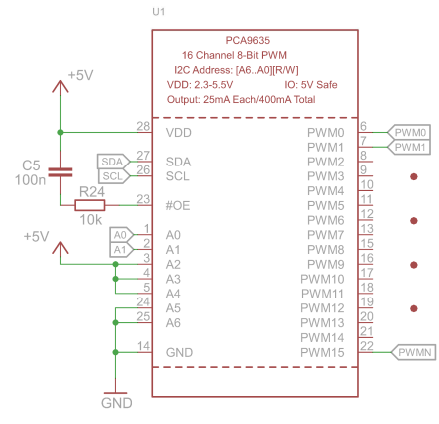 U1
PCA9635
16 Channel 8-Bit PWM
I2C Address: [A6..A0][R/W]
VDD: 2.3-5.5V IO: 5V Safe
Output: 25mA Each/400mA Total
+5V
C5
100n
R24
10k
+5V
GND
SDA
SCL
A0
A1
28 VDD
27 SDA
26 SCL
23 #OE
1 A0
2 A1
3 A2
4 A3
5 A4
24 A5
25 A6
14 GND
PWM0 6 PWM0
PWM1 7 PWM1
PWM2 8
PWM3 9
PWM4 10
PWM5 11
PWM6 12
PWM7 13
PWM8 15
PWM9 16
PWM10 17
PWM11 18
PWM12 19
PWM13 20
PWM14 21
PWM15 22 PWMN